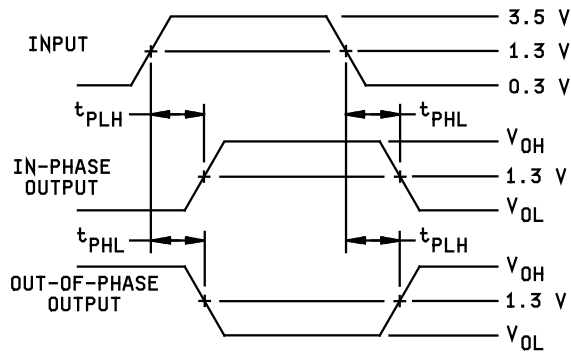 3.5 V
INPUT
1.3 V
0.3 V
tPLH
tPHL
VOH
IN-PHASE
OUTPUT
1.3 V
VOL
tPHL
tPLH
VOH
OUT-OF-PHASE
OUTPUT
1.3 V
VOL